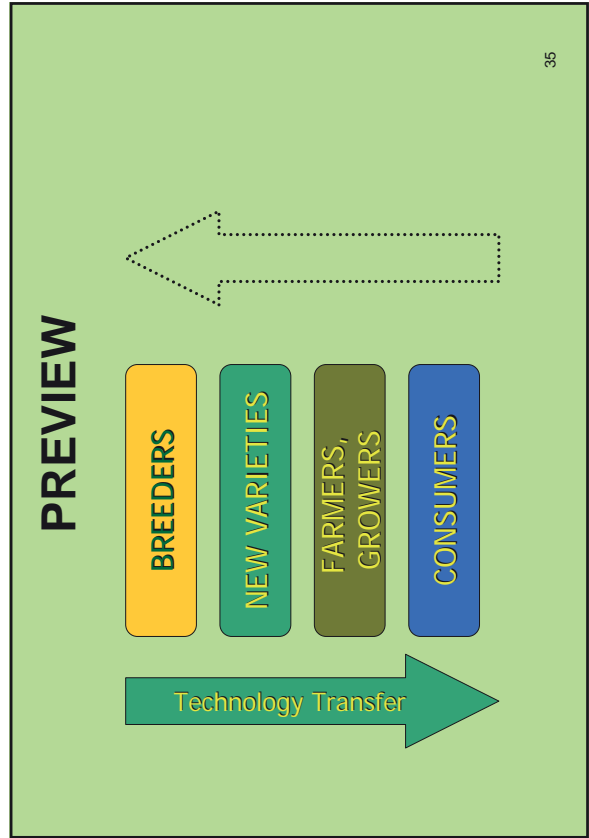 PREVIEW
BREEDERS
NEW VARIETIES
FARMERS,
GROWERS
CONSUMERS
Technology Transfer
35